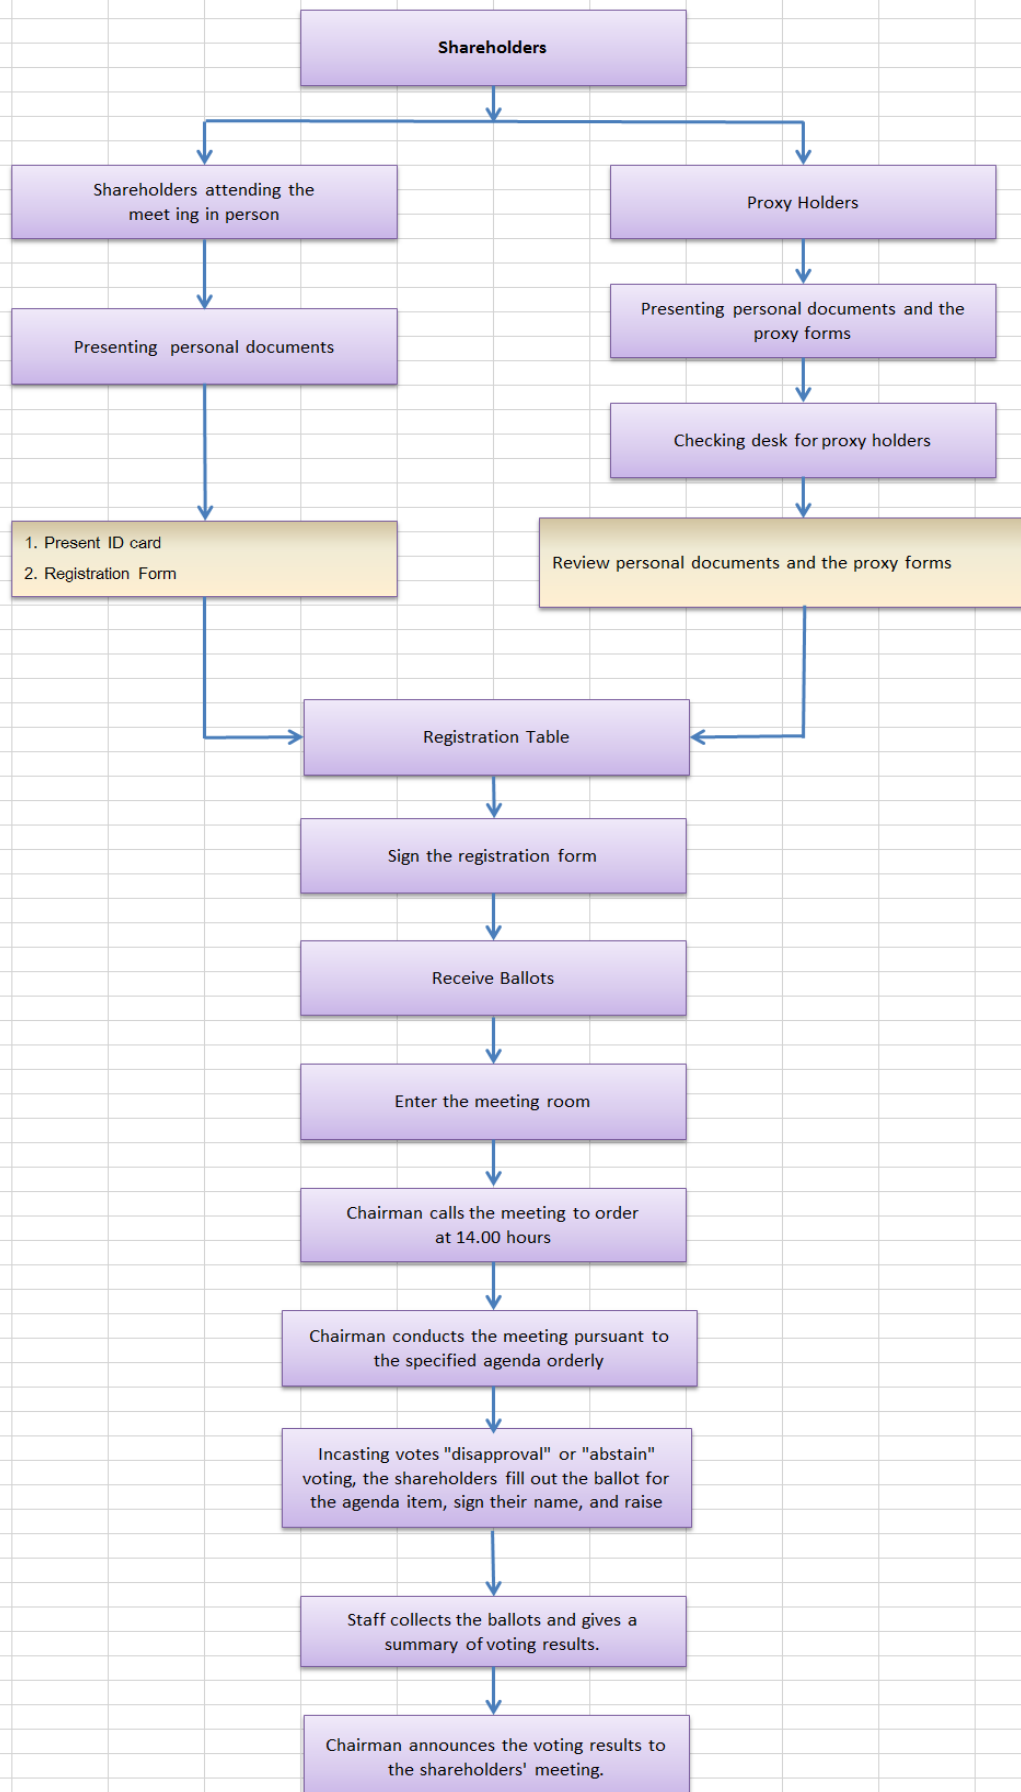 Shareholders
Shareholders attending the
meet ing in person
Proxy Holders
Presenting personal documents
Presenting personal documents and the
proxy forms
Checking desk for proxy holders
1. Present ID card
2. Registration Form
Review personal documents and the proxy forms
Registration Table
Sign the registration form
Receive Ballots
Enter the meeting room
Chairman calls the meeting to order
at 14.00 hours
Chairman conducts the meeting pursuant to
the specified agenda orderly
Incasting votes "disapproval" or "abstain"
voting, the shareholders fill out the ballot for
the agenda item, sign their name, and raise
Staff collects the ballots and gives a
summary of voting results.
Chairman announces the voting results to
the shareholders' meeting.